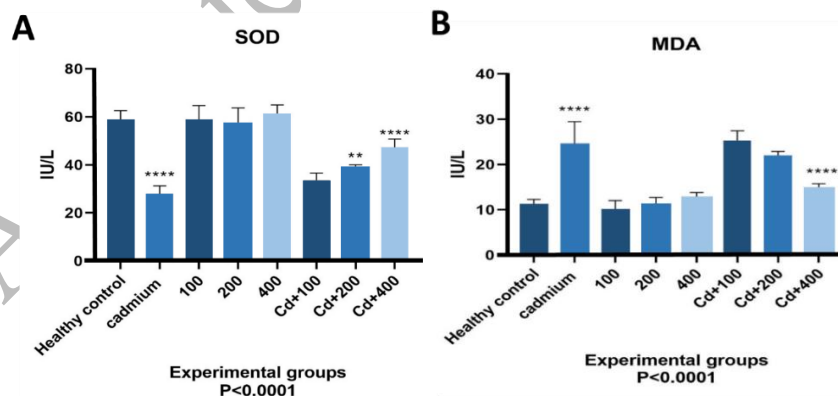 A
SOD
80
60
40
20
0
IU/L
****
**
****
Healthy control
cadmium
100
200
400
Cd+100
Cd+200
Cd+400
Experimental groups
P<0.0001
B
MDA
40
30
20
10
0
IU/L
****
****
Healthy control
cadmium
100
200
400
Cd+100
Cd+200
Cd+400
Experimental groups
P<0.0001